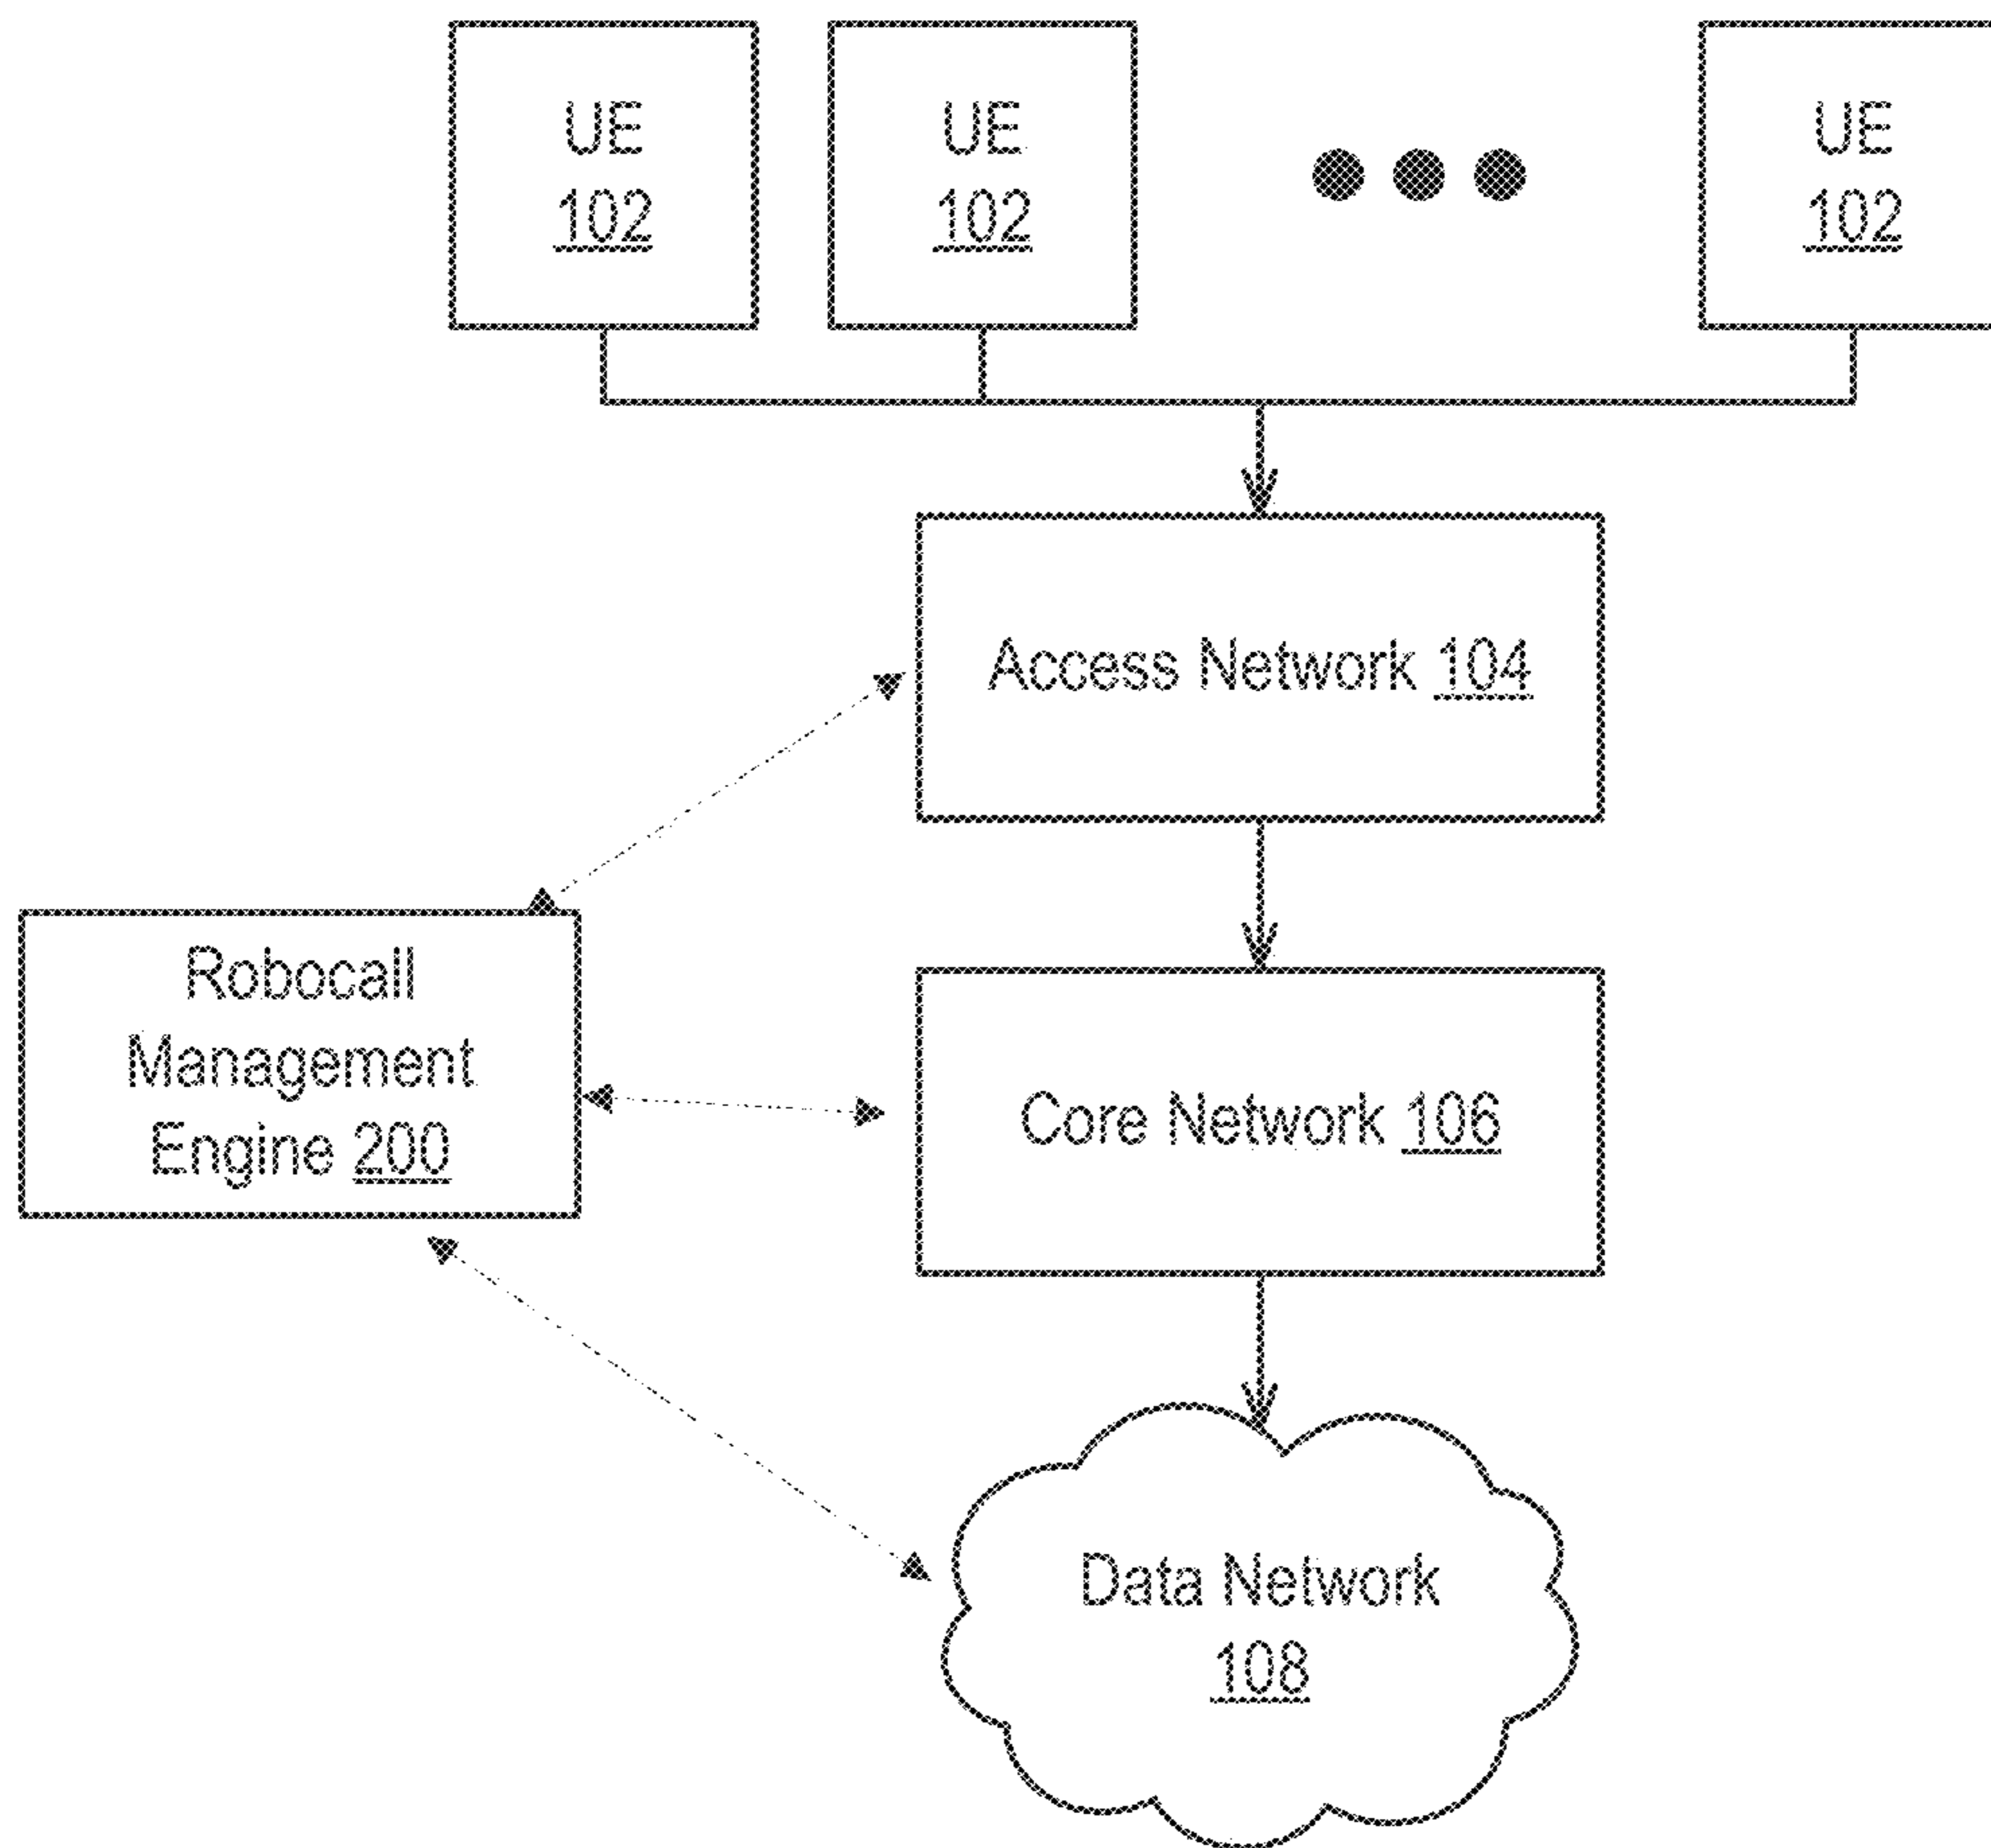 UE
102
UE
102
UE
102
Access Network 104
Robocall
Management
Engine 200
Core Network 106
Data Network
108